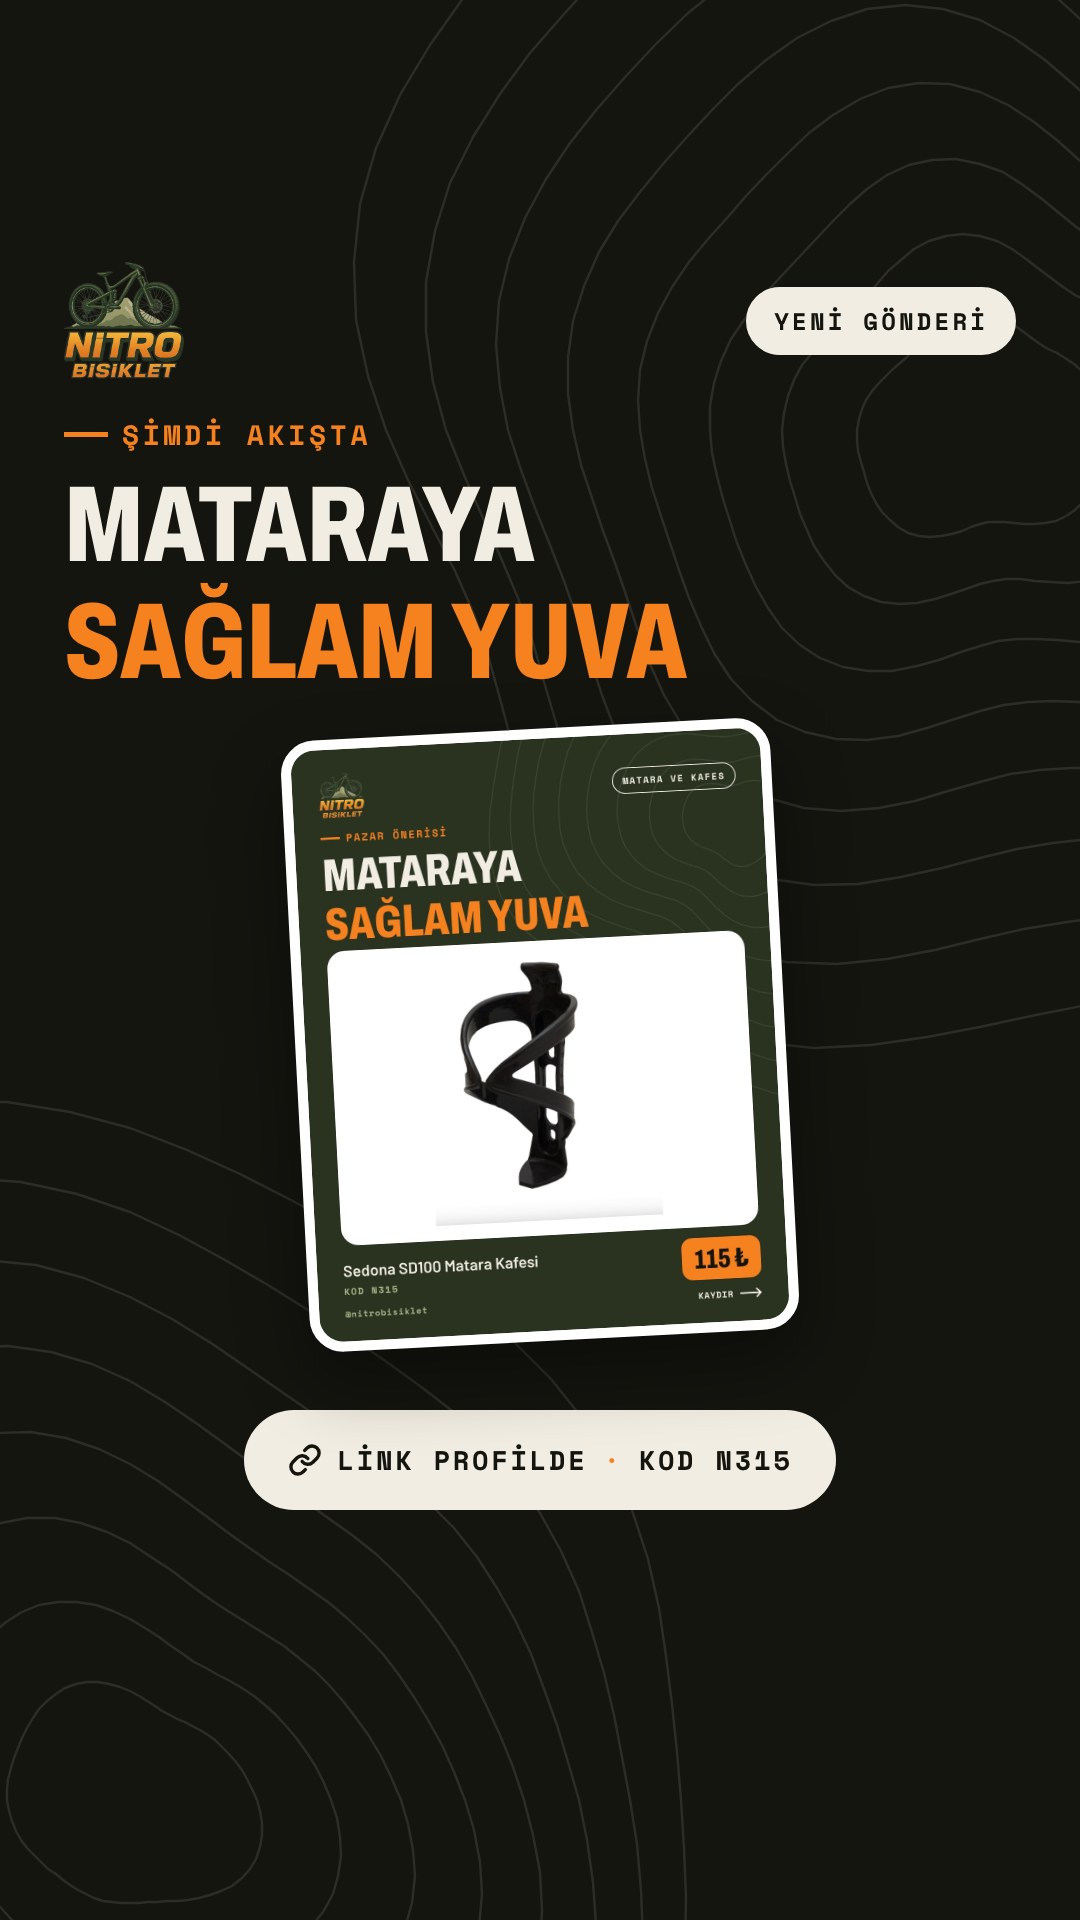 NiTRO
BiSiKLET
YENİ GÖNDERİ
ŞİMDİ AKIŞTA
MATARAYA
SAĞLAM YUVA
NiTRO
BiSiKLET
MATARA VE KAFES
PAZAR ÖNERİSİ
MATARAYA
SAĞLAM YUVA
Sedona SD100 Matara Kafesi
115 ₺
KOD N315
KAYDIR →
@nitrobisiklet
LİNK PROFİLDE · KOD N315